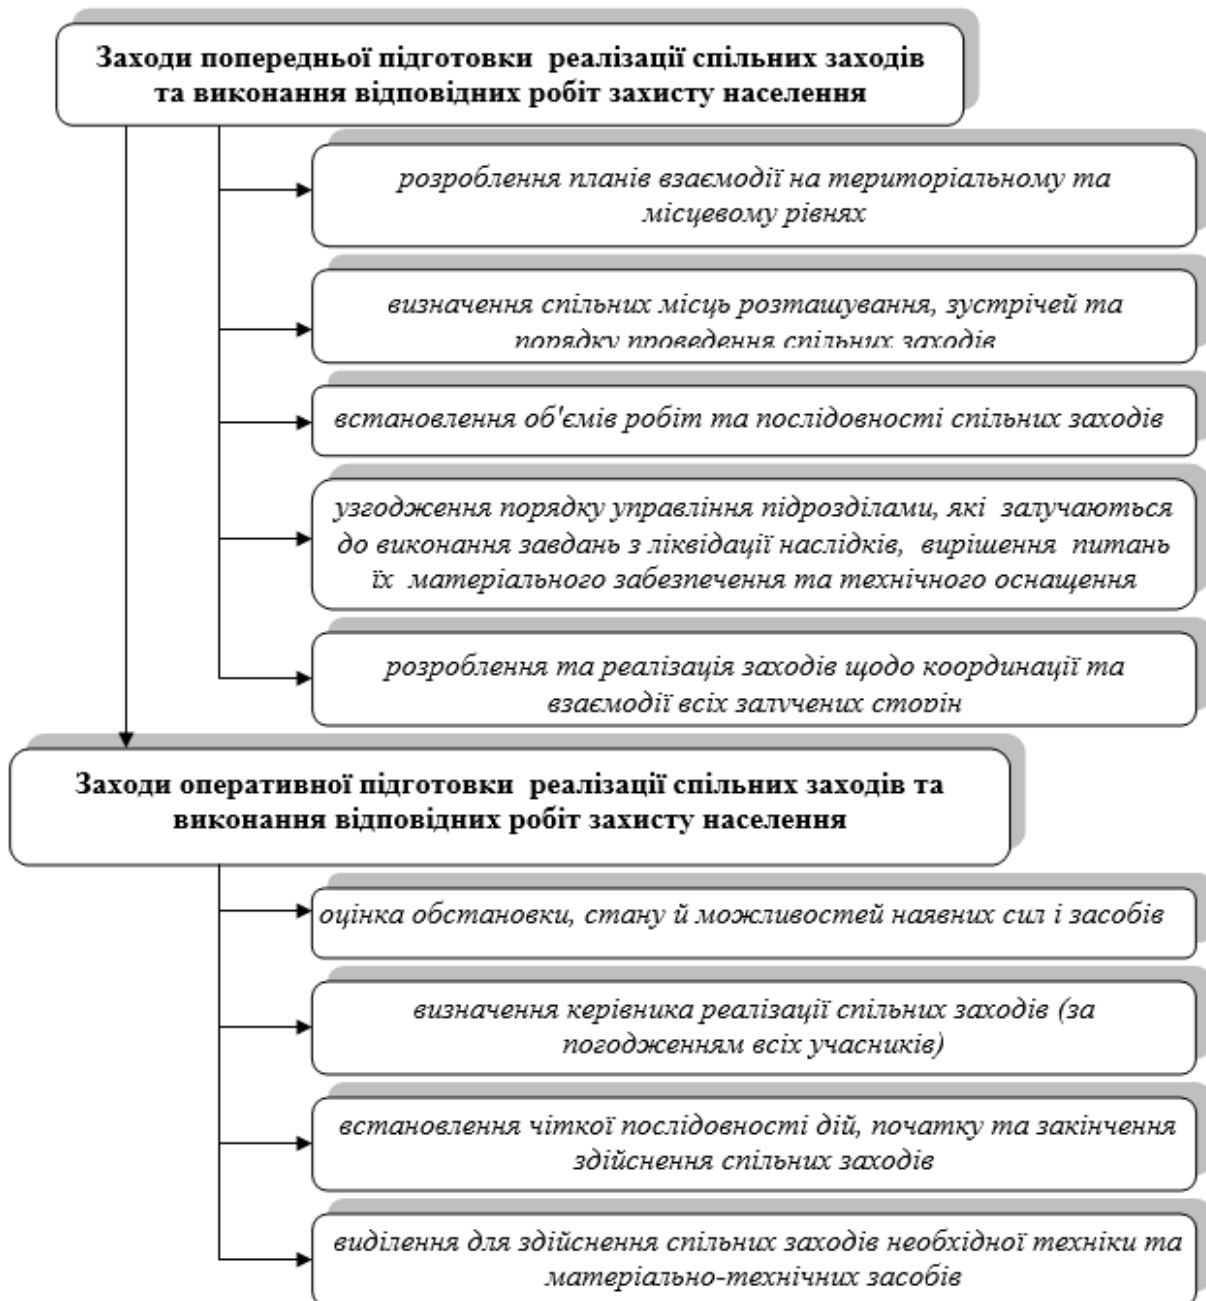 Заходи попередньої підготовки реалізації спільних заходів
та виконання відповідних робіт захисту населення
розроблення планів взаємодії на територіальному та
місцевому рівнях
визначення спільних місць розташування, зустрічей та
порядку проведення спільних заходів
встановлення об'ємів робіт та послідовності спільних заходів
узгодження порядку управління підрозділами, які залучаються
до виконання завдань з ліквідації наслідків, вирішення питань
їх матеріального забезпечення та технічного оснащення
розроблення та реалізація заходів щодо координації та
взаємодії всіх залучених сторін
Заходи оперативної підготовки реалізації спільних заходів та
виконання відповідних робіт захисту населення
оцінка обстановки, стану й можливостей наявних сил і засобів
визначення керівника реалізації спільних заходів (за
погодженням всіх учасників)
встановлення чіткої послідовності дій, початку та закінчення
здійснення спільних заходів
виділення для здійснення спільних заходів необхідної техніки та
матеріально-технічних засобів